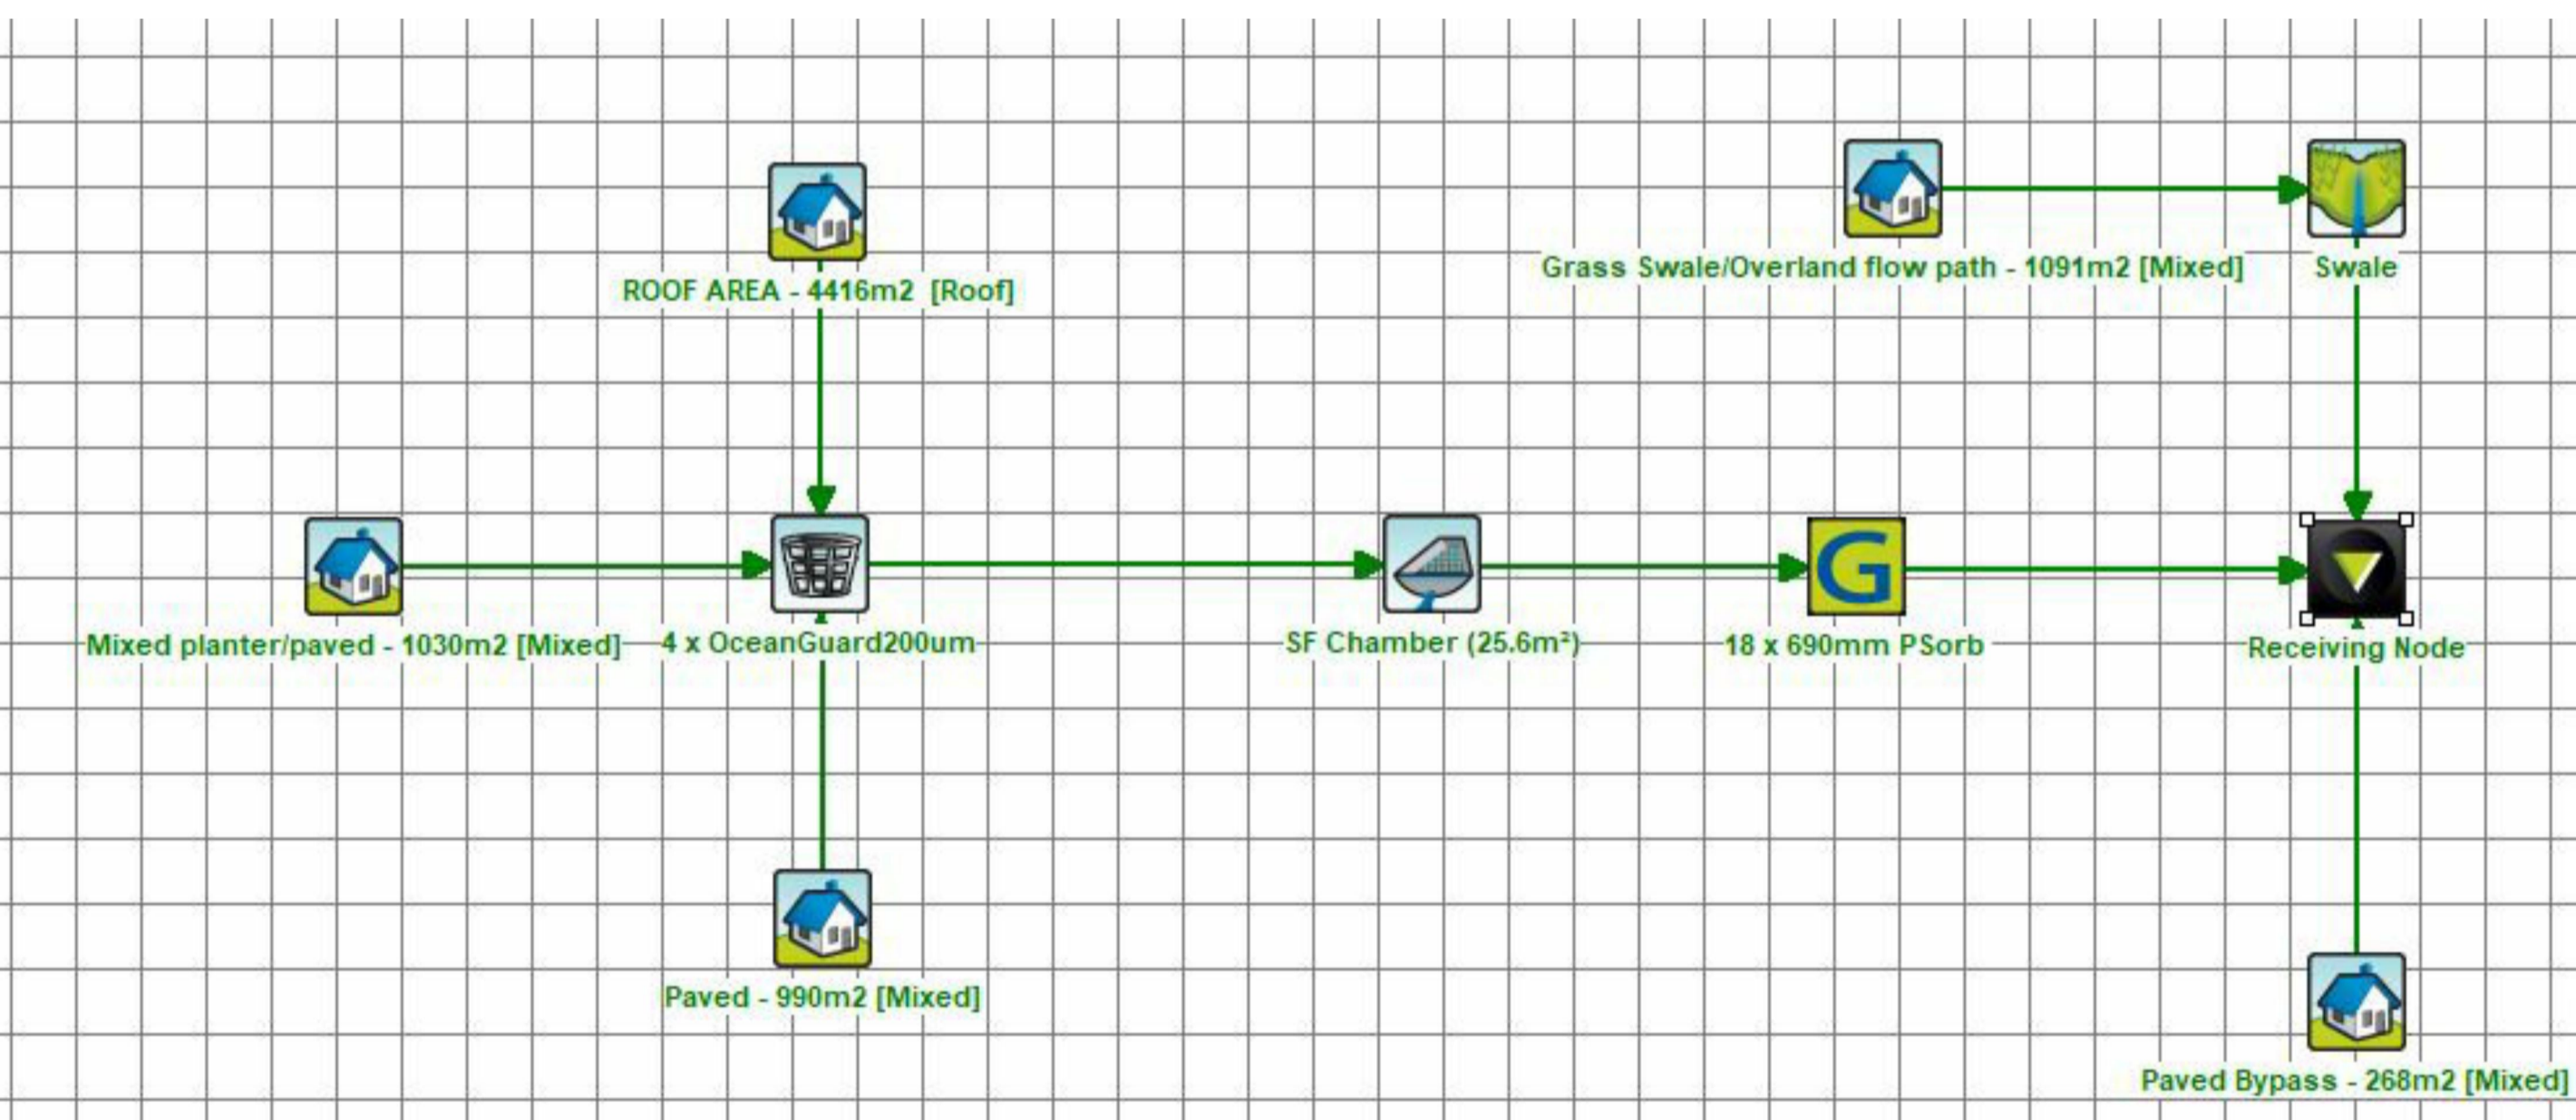 ROOF AREA - 4416m2 [Roof]
Grass Swale/Overland flow path - 1091m2 [Mixed]
Swale
G
Mixed planter/paved - 1030m2 [Mixed]
4 x OceanGuard200um
SF Chamber (25.6m²)
18 x 690mm PSorb
Receiving Node
Paved - 990m2 [Mixed]
Paved Bypass - 268m2 [Mixed]